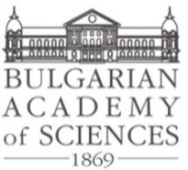 BULGARIAN
ACADEMY
of SCIENCES
1869